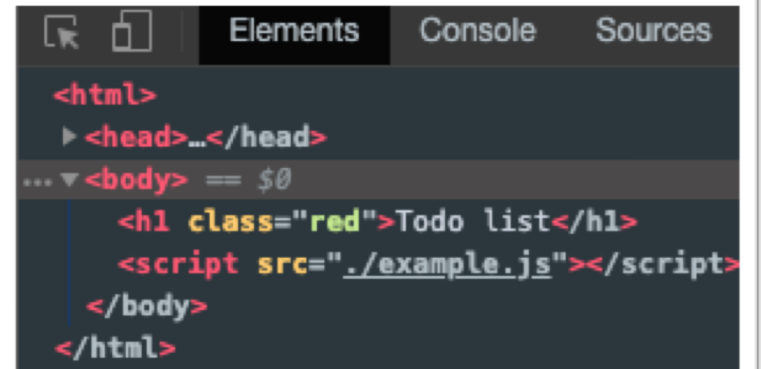 Elements Console Sources
<html>
<head>…</head>
... <body> == $0
<h1 class="red">Todo list</h1>
<script src="./example.js"></script>
</body>
</html>